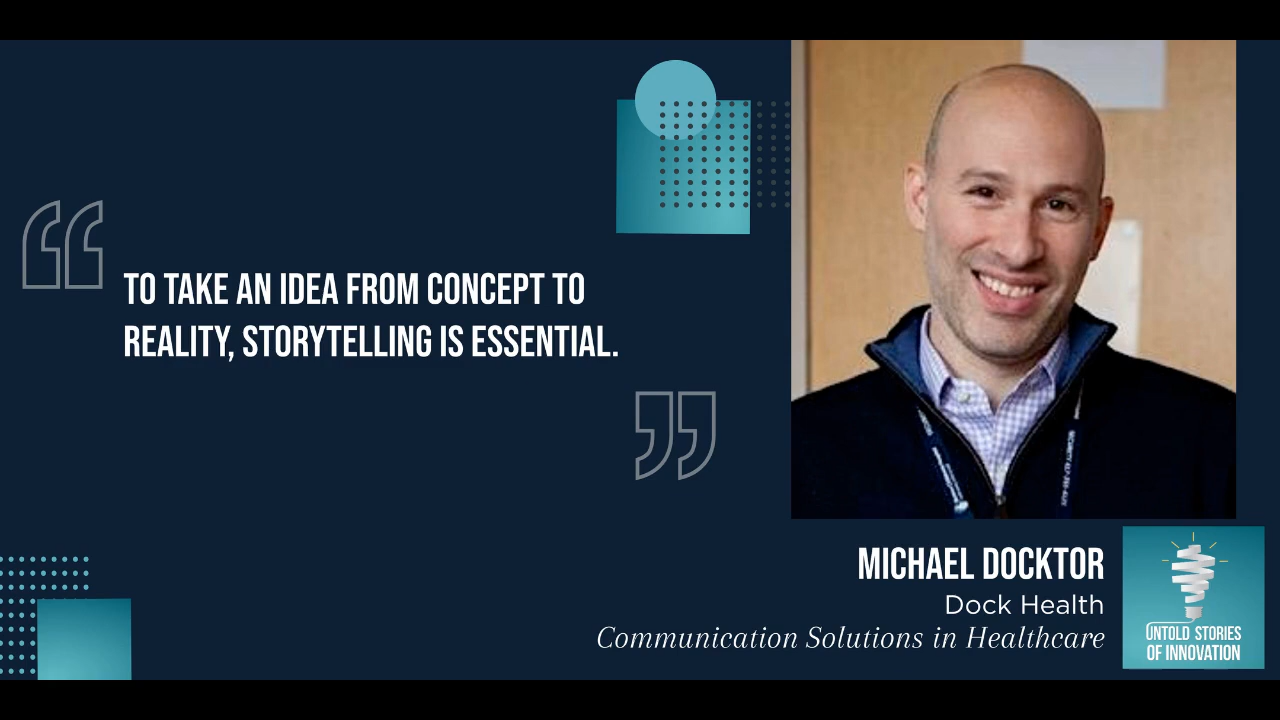 TO TAKE AN IDEA FROM CONCEPT TO
REALITY, STORYTELLING IS ESSENTIAL.
MICHAEL DOCKTOR
Dock Health
Communication Solutions in Healthcare
UNTOLD STORIES
OF INNOVATION